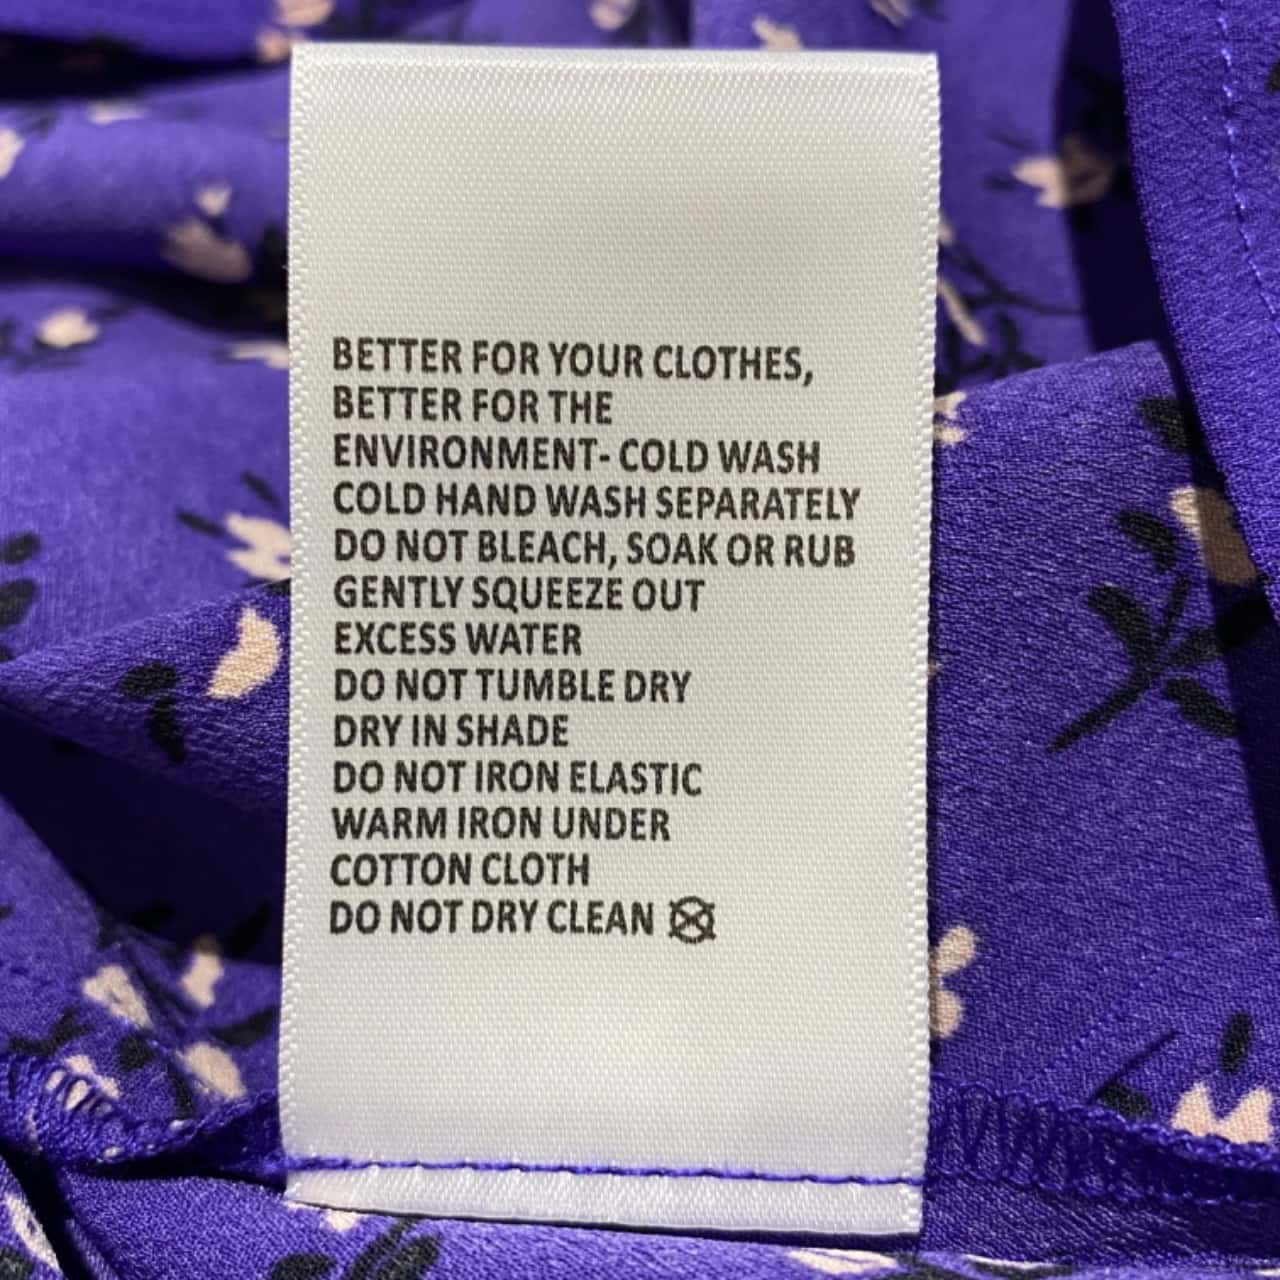 BETTER FOR YOUR CLOTHES,
BETTER FOR THE
ENVIRONMENT- COLD WASH
COLD HAND WASH SEPARATELY
DO NOT BLEACH, SOAK OR RUB
GENTLY SQUEEZE OUT
EXCESS WATER
DO NOT TUMBLE DRY
DRY IN SHADE
DO NOT IRON ELASTIC
WARM IRON UNDER
COTTON CLOTH
DO NOT DRY CLEAN